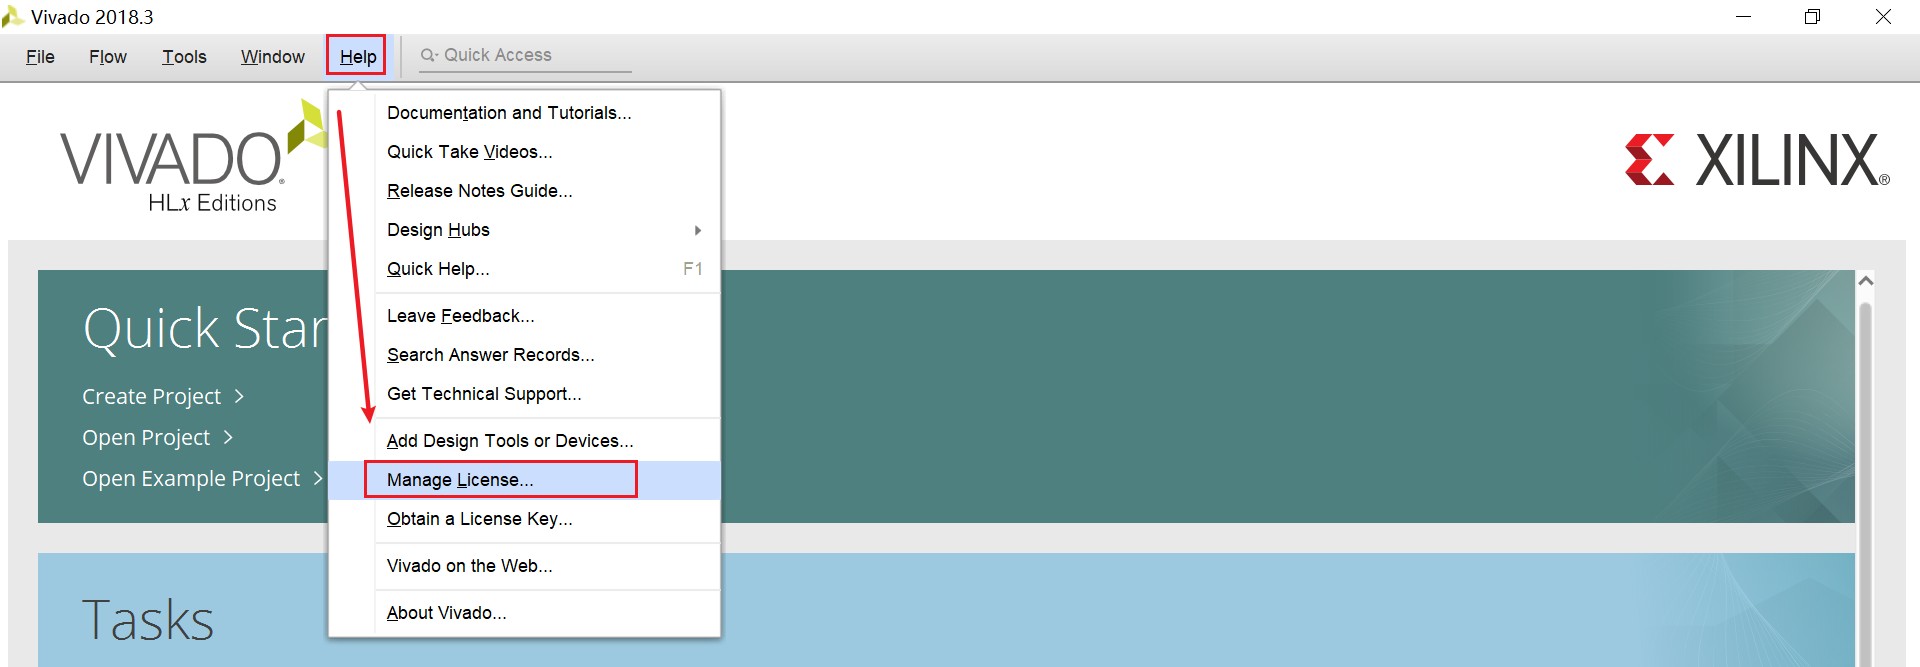 Vivado 2018.3
File Flow Tools Window Help Quick Access
VIVADO®
HLx Editions
XILINX®
Documentation and Tutorials...
Quick Take Videos...
Release Notes Guide...
Design Hubs
Quick Help... F1
Leave Feedback...
Search Answer Records...
Get Technical Support...
Add Design Tools or Devices...
Manage License...
Obtain a License Key...
Vivado on the Web...
About Vivado...
Quick Star
Create Project >
Open Project >
Open Example Project >
Tasks